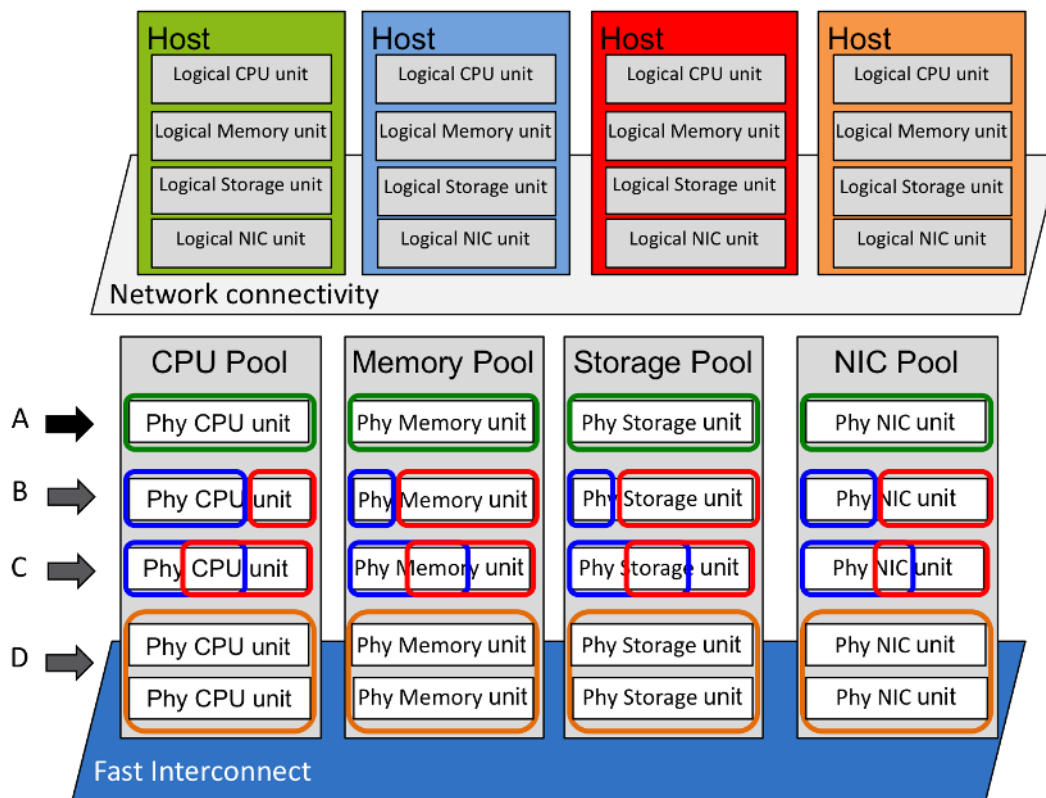 Host
Logical CPU unit
Logical Memory unit
Logical Storage unit
Logical NIC unit
Host
Logical CPU unit
Logical Memory unit
Logical Storage unit
Logical NIC unit
Host
Logical CPU unit
Logical Memory unit
Logical Storage unit
Logical NIC unit
Host
Logical CPU unit
Logical Memory unit
Logical Storage unit
Logical NIC unit
Network connectivity
CPU Pool Memory Pool Storage Pool NIC Pool
A Phy CPU unit Phy Memory unit Phy Storage unit Phy NIC unit
B Phy CPU unit Phy Memory unit Phy Storage unit Phy NIC unit
C Phy CPU unit Phy Memory unit Phy Storage unit Phy NIC unit
D Phy CPU unit Phy Memory unit Phy Storage unit Phy NIC unit
Phy CPU unit Phy Memory unit Phy Storage unit Phy NIC unit
Fast Interconnect